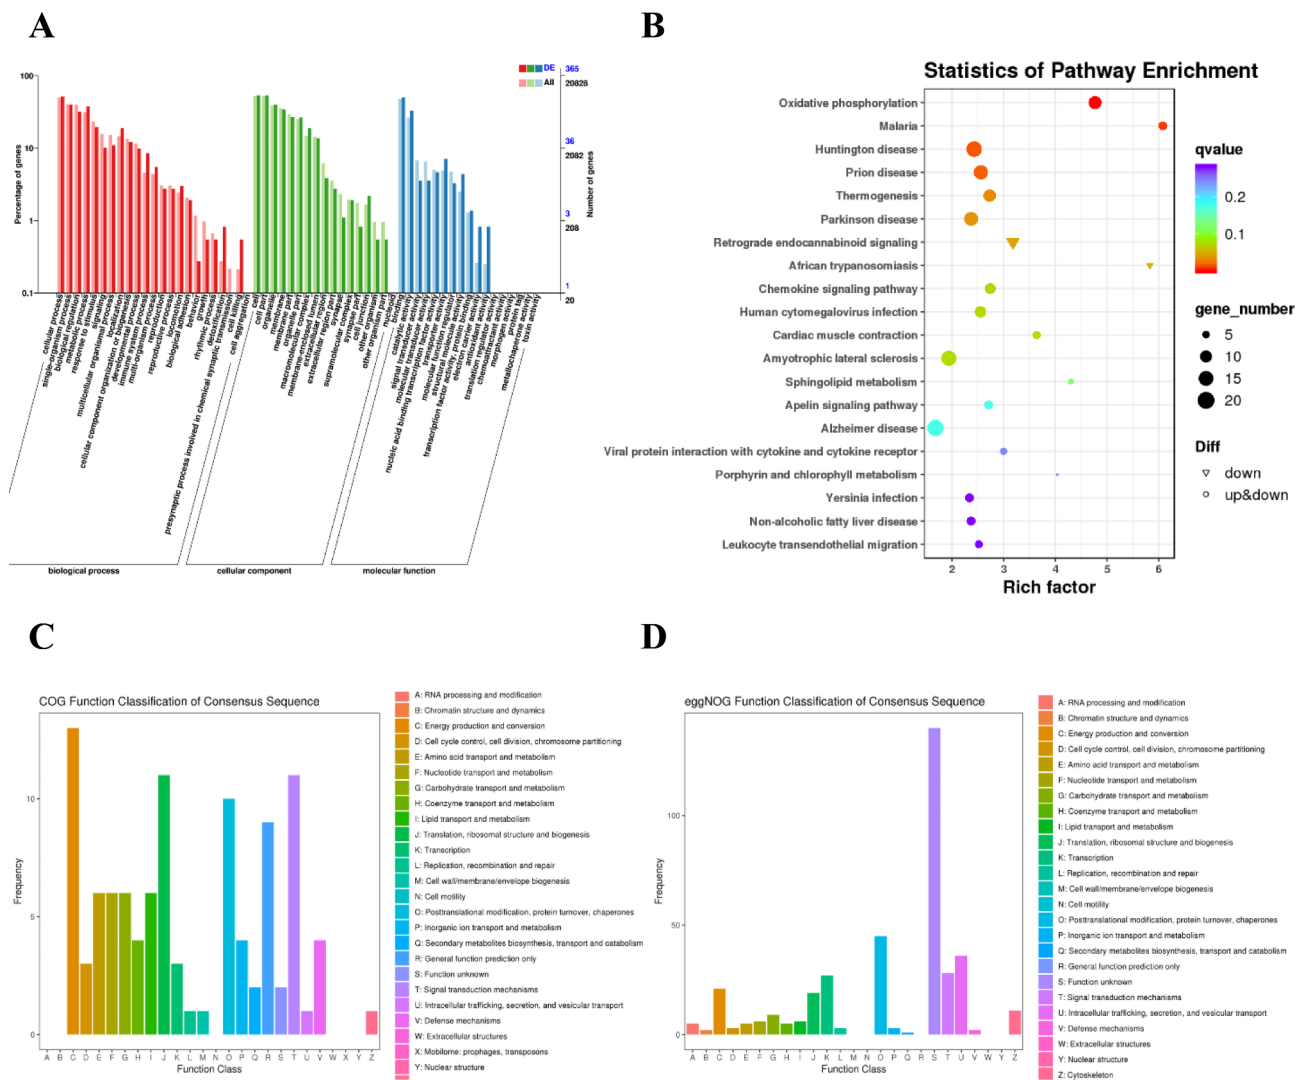 A
B
DE
All
365
20828
36
2082
3
208
1
20
100
10
1
0.1
Percentage of genes
Number of genes
cellular process
single-organism process
biological regulation
metabolic process
response to stimulus
signaling
multicellular organismal process
localization
cellular component organization or biogenesis
developmental process
immune system process
multi-organism process
reproduction
reproductive process
locomotion
biological adhesion
behavior
growth
rhythmic process
detoxification
presynaptic process involved in chemical synaptic transmission
cell killing
cell aggregation
cell
cell part
organelle
membrane
membrane part
organelle part
macromolecular complex
membrane-enclosed lumen
extracellular region
extracellular region part
synapse
supramolecular complex
synapse part
cell junction
other organism
other organism part
nucleoid
binding
catalytic activity
signal transducer activity
molecular transducer activity
nucleic acid binding transcription factor activity
transporter activity
molecular function regulator
structural molecule activity
transcription factor activity, protein binding
electron carrier activity
antioxidant activity
translation regulator activity
chemoattractant activity
morphogen activity
protein tag
metallochaperone activity
toxin activity
biological process
cellular component
molecular function
Statistics of Pathway Enrichment
Oxidative phosphorylation
Malaria
Huntington disease
Prion disease
Thermogenesis
Parkinson disease
Retrograde endocannabinoid signaling
African trypanosomiasis
Chemokine signaling pathway
Human cytomegalovirus infection
Cardiac muscle contraction
Amyotrophic lateral sclerosis
Sphingolipid metabolism
Apelin signaling pathway
Alzheimer disease
Viral protein interaction with cytokine and cytokine receptor
Porphyrin and chlorophyll metabolism
Yersinia infection
Non-alcoholic fatty liver disease
Leukocyte transendothelial migration
2 3 4 5 6
Rich factor
qvalue
0.2
0.1
gene_number
5
10
15
20
Diff
down
up&down
C
D
COG Function Classification of Consensus Sequence
10
5
0
Frequency
A B C D E F G H I J K L M N O P Q R S T U V W X Y Z
Function Class
A: RNA processing and modification
B: Chromatin structure and dynamics
C: Energy production and conversion
D: Cell cycle control, cell division, chromosome partitioning
E: Amino acid transport and metabolism
F: Nucleotide transport and metabolism
G: Carbohydrate transport and metabolism
H: Coenzyme transport and metabolism
I: Lipid transport and metabolism
J: Translation, ribosomal structure and biogenesis
K: Transcription
L: Replication, recombination and repair
M: Cell wall/membrane/envelope biogenesis
N: Cell motility
O: Posttranslational modification, protein turnover, chaperones
P: Inorganic ion transport and metabolism
Q: Secondary metabolites biosynthesis, transport and catabolism
R: General function prediction only
S: Function unknown
T: Signal transduction mechanisms
U: Intracellular trafficking, secretion, and vesicular transport
V: Defense mechanisms
W: Extracellular structures
X: Mobilome: prophages, transposons
Y: Nuclear structure
eggNOG Function Classification of Consensus Sequence
100
50
0
Frequency
A B C D E F G H I J K L M N O P Q R S T U V W Y Z
Function Class
A: RNA processing and modification
B: Chromatin structure and dynamics
C: Energy production and conversion
D: Cell cycle control, cell division, chromosome partitioning
E: Amino acid transport and metabolism
F: Nucleotide transport and metabolism
G: Carbohydrate transport and metabolism
H: Coenzyme transport and metabolism
I: Lipid transport and metabolism
J: Translation, ribosomal structure and biogenesis
K: Transcription
L: Replication, recombination and repair
M: Cell wall/membrane/envelope biogenesis
N: Cell motility
O: Posttranslational modification, protein turnover, chaperones
P: Inorganic ion transport and metabolism
Q: Secondary metabolites biosynthesis, transport and catabolism
R: General function prediction only
S: Function unknown
T: Signal transduction mechanisms
U: Intracellular trafficking, secretion, and vesicular transport
V: Defense mechanisms
W: Extracellular structures
Y: Nuclear structure
Z: Cytoskeleton